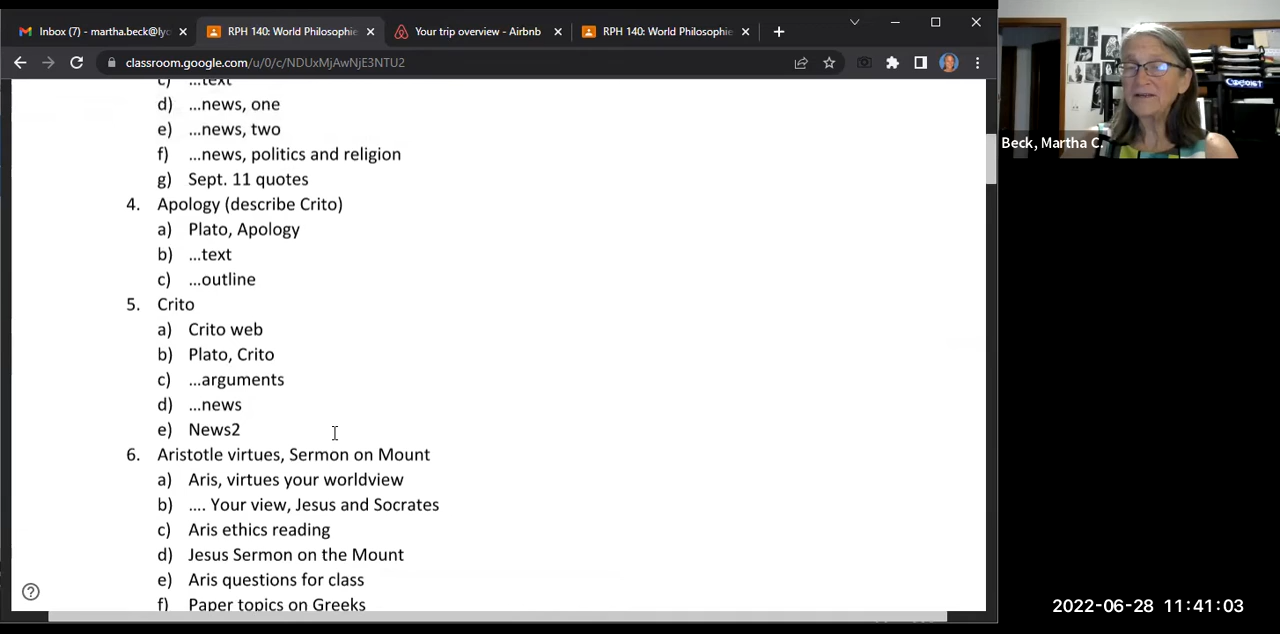 Inbox (7) - martha.beck@lyo
RPH 140: World Philosophie
Your trip overview - Airbnb
RPH 140: World Philosophie
classroom.google.com/u/0/c/NDUxMjAwNjE3NTU2
c) ...text
d) ...news, one
e) ...news, two
f) ...news, politics and religion
g) Sept. 11 quotes
4. Apology (describe Crito)
a) Plato, Apology
b) ...text
c) ...outline
5. Crito
a) Crito web
b) Plato, Crito
c) ...arguments
d) ...news
e) News2
6. Aristotle virtues, Sermon on Mount
a) Aris, virtues your worldview
b) .... Your view, Jesus and Socrates
c) Aris ethics reading
d) Jesus Sermon on the Mount
e) Aris questions for class
f) Paper topics on Greeks
Beck, Martha C.
2022-06-28 11:41:03